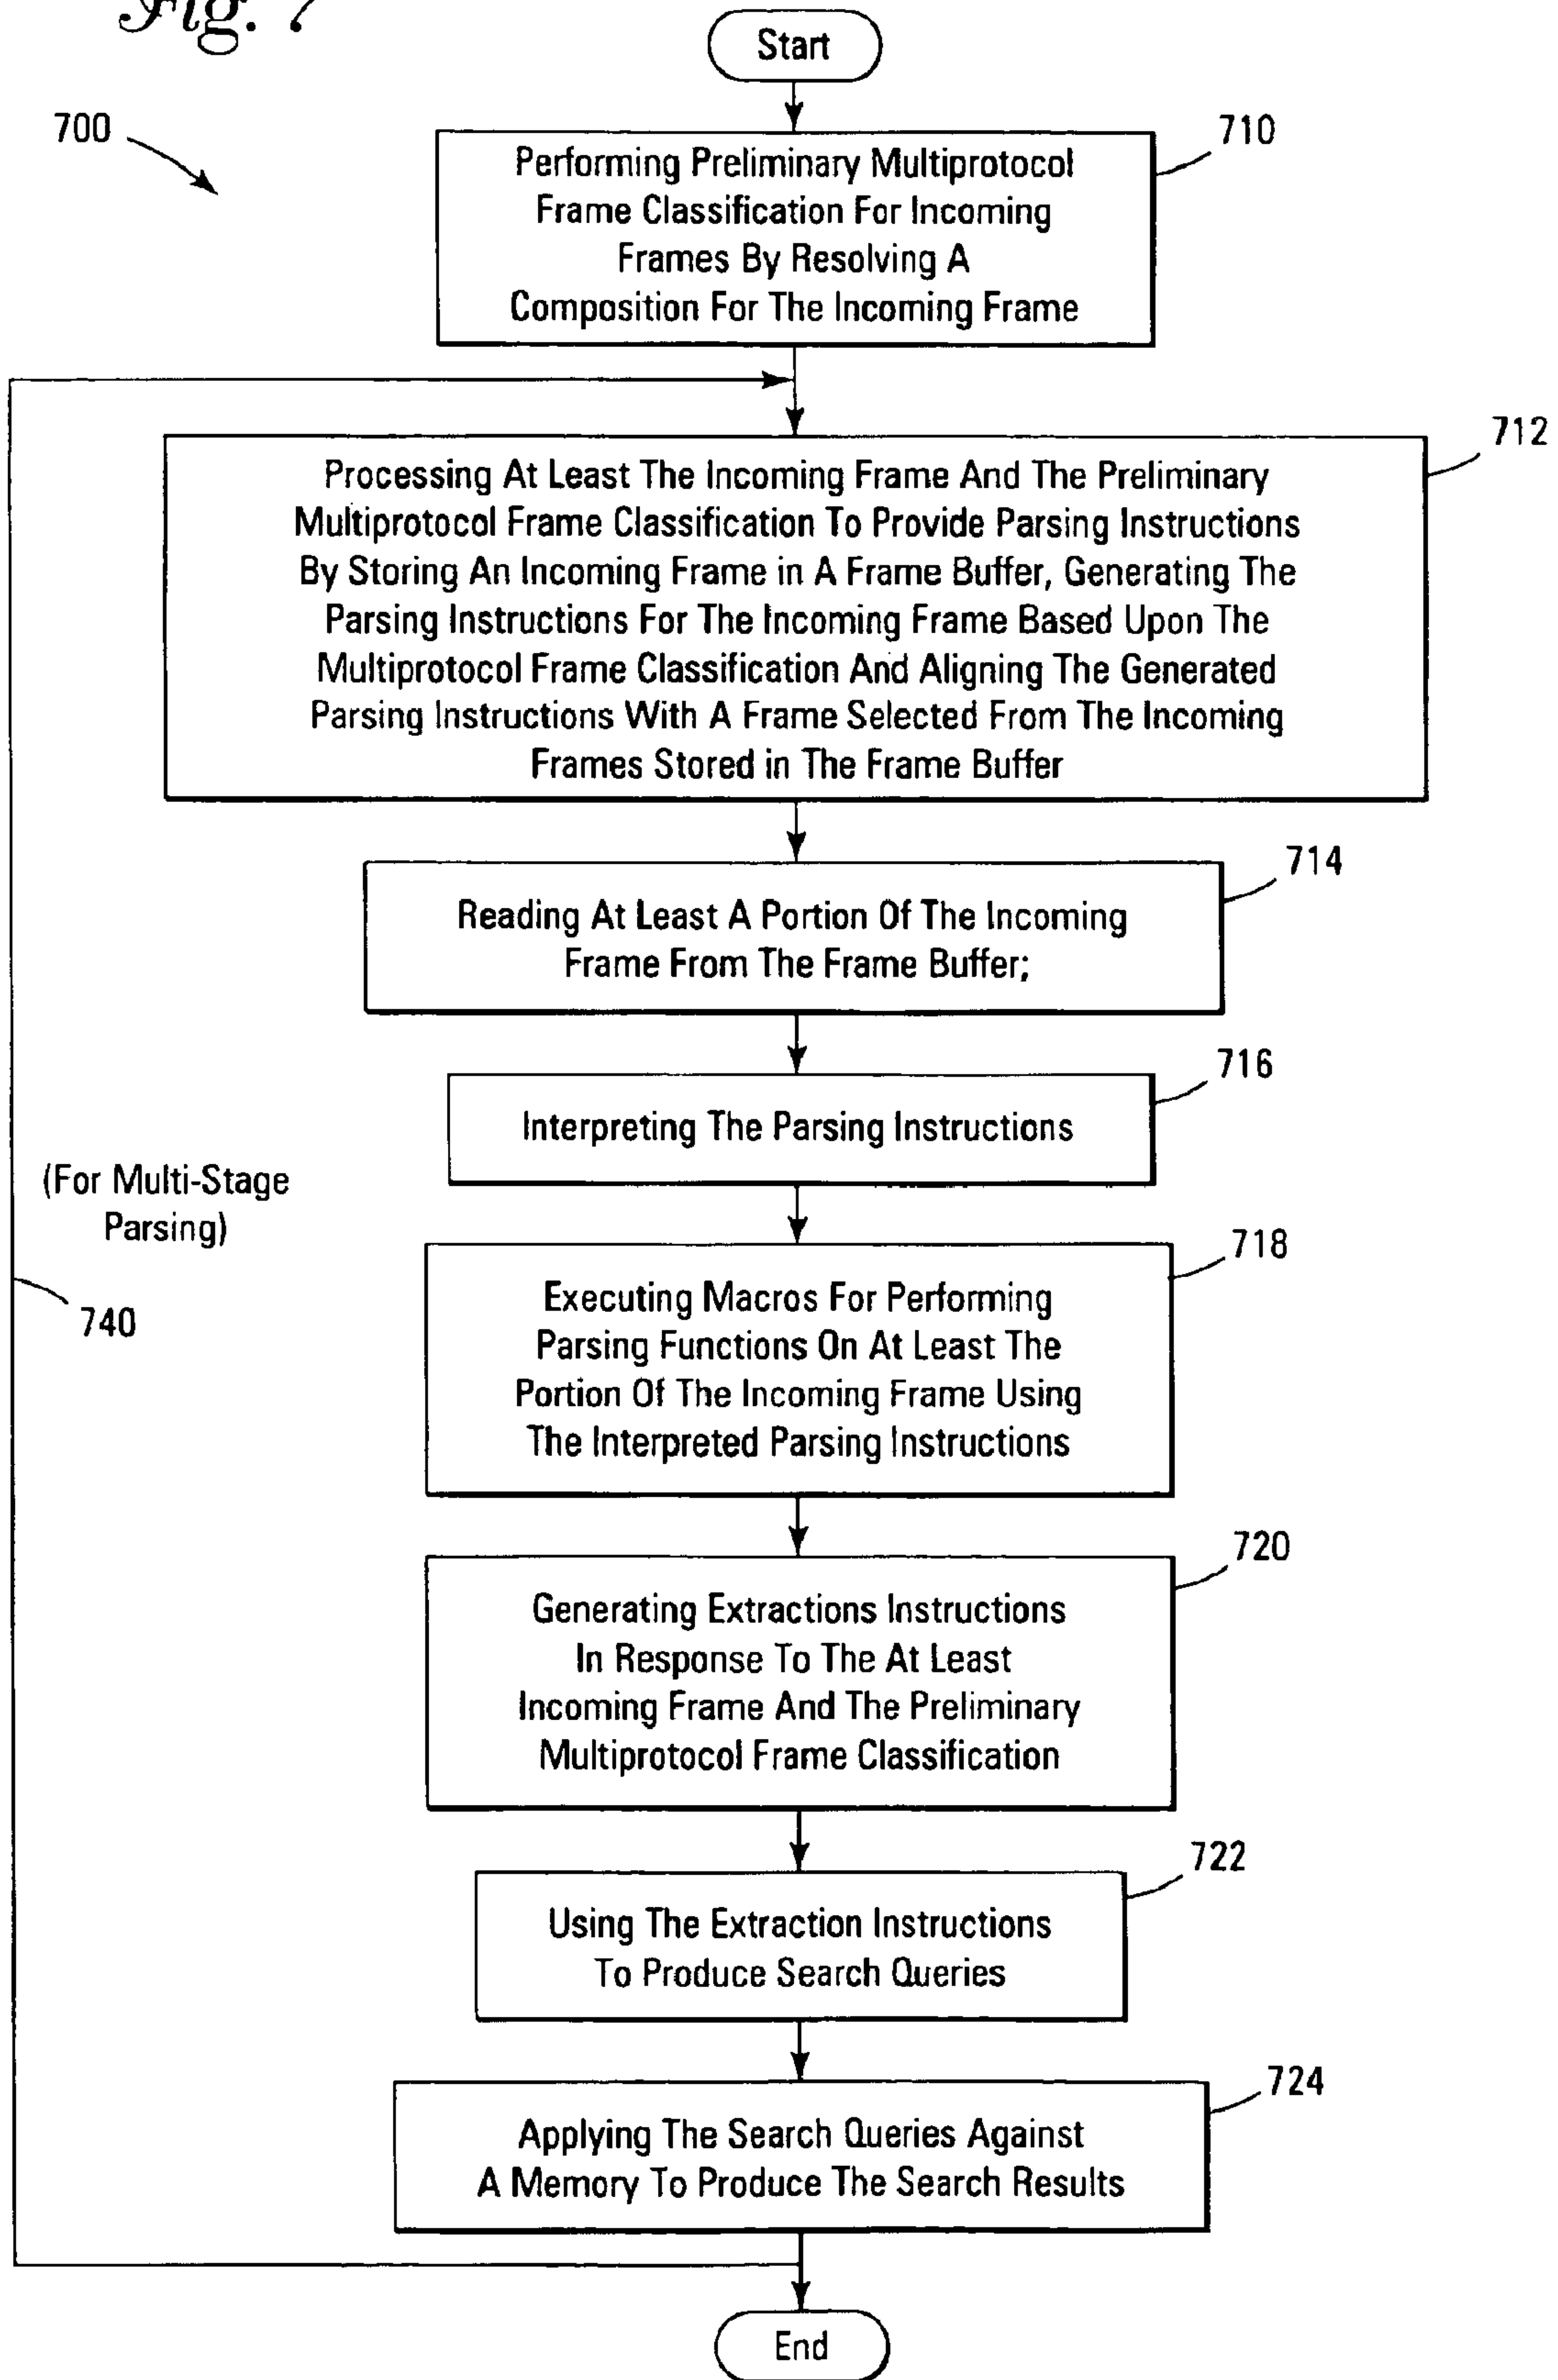 Fig. 7
Start
700
710
Performing Preliminary Multiprotocol
Frame Classification For Incoming
Frames By Resolving A
Composition For The Incoming Frame
712
Processing At Least The Incoming Frame And The Preliminary
Multiprotocol Frame Classification To Provide Parsing Instructions
By Storing An Incoming Frame in A Frame Buffer, Generating The
Parsing Instructions For The Incoming Frame Based Upon The
Multiprotocol Frame Classification And Aligning The Generated
Parsing Instructions With A Frame Selected From The Incoming
Frames Stored in The Frame Buffer
714
Reading At Least A Portion Of The Incoming
Frame From The Frame Buffer;
716
Interpreting The Parsing Instructions
(For Multi-Stage
Parsing)
740
718
Executing Macros For Performing
Parsing Functions On At Least The
Portion Of The Incoming Frame Using
The Interpreted Parsing Instructions
720
Generating Extractions Instructions
In Response To The At Least
Incoming Frame And The Preliminary
Multiprotocol Frame Classification
722
Using The Extraction Instructions
To Produce Search Queries
724
Applying The Search Queries Against
A Memory To Produce The Search Results
End